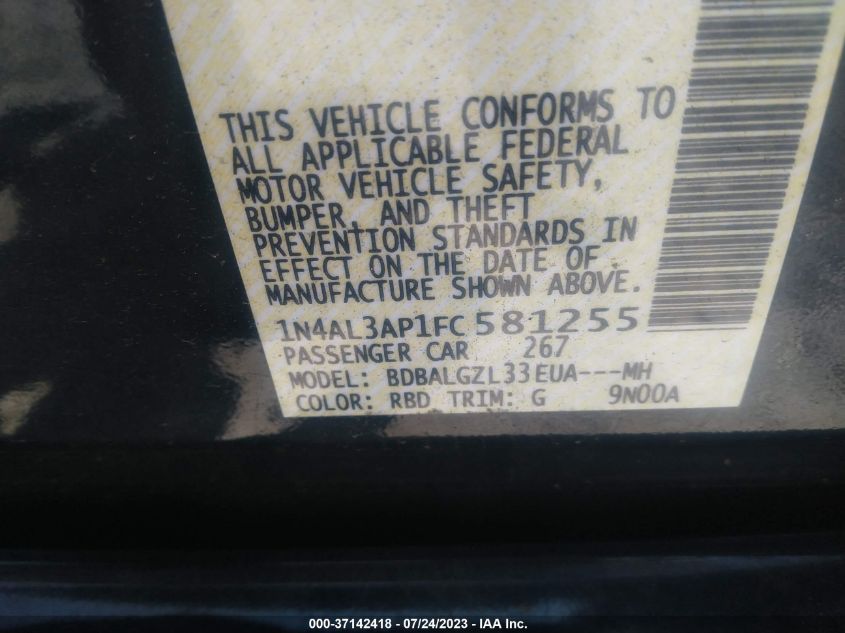 THIS VEHICLE CONFORMS TO
ALL APPLICABLE FEDERAL
MOTOR VEHICLE SAFETY,
BUMPER, AND THEFT
PREVENTION STANDARDS IN
EFFECT ON THE DATE OF
MANUFACTURE SHOWN ABOVE.
1N4AL3AP1FC581255
PASSENGER CAR 267
MODEL: BDBALGZL33EUA---MH
COLOR: RBD TRIM: G 9N00A
000-37142418 | 07/24/2023 - IAA Inc.